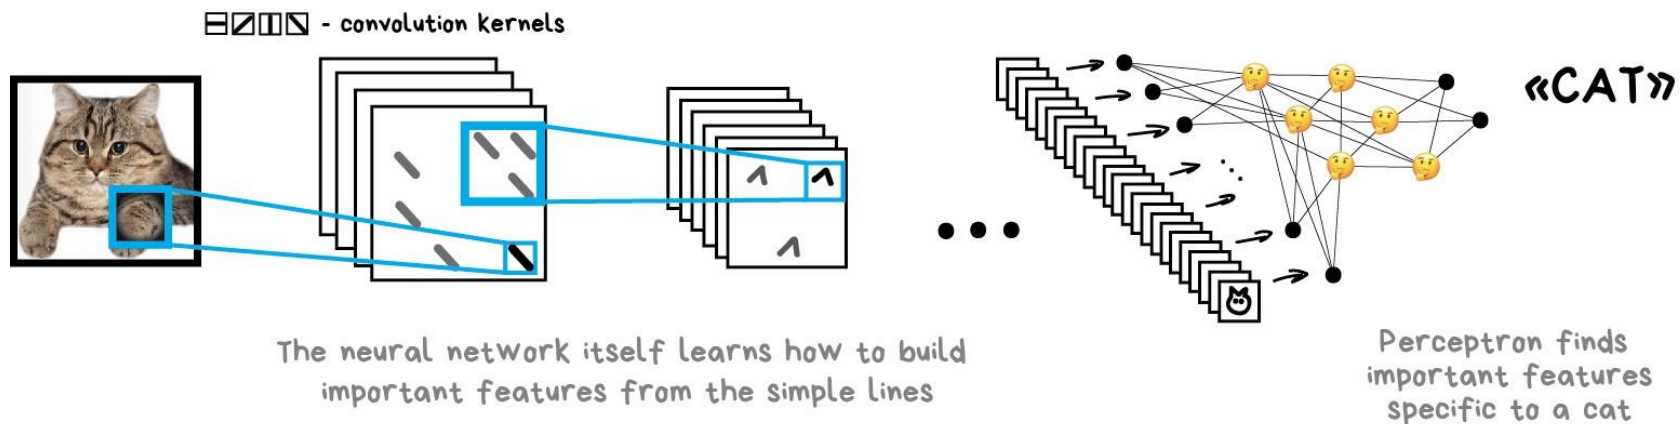 - convolution kernels
«CAT»
The neural network itself learns how to build
important features from the simple lines
Perceptron finds
important features
specific to a cat